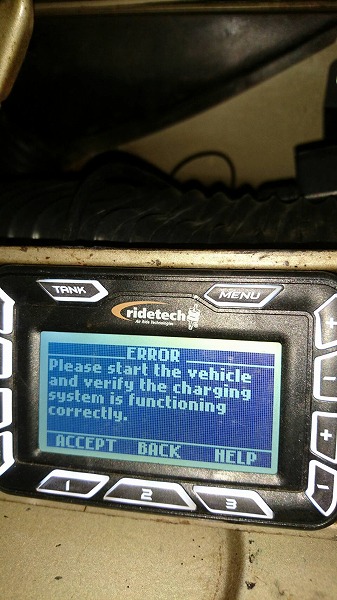 TANK
ridetech
Air Ride Technologies
MENU
ERROR
Please start the vehicle
and verify the charging
system is functioning
correctly.
ACCEPT BACK HELP
1 2 3
+
-
+
-